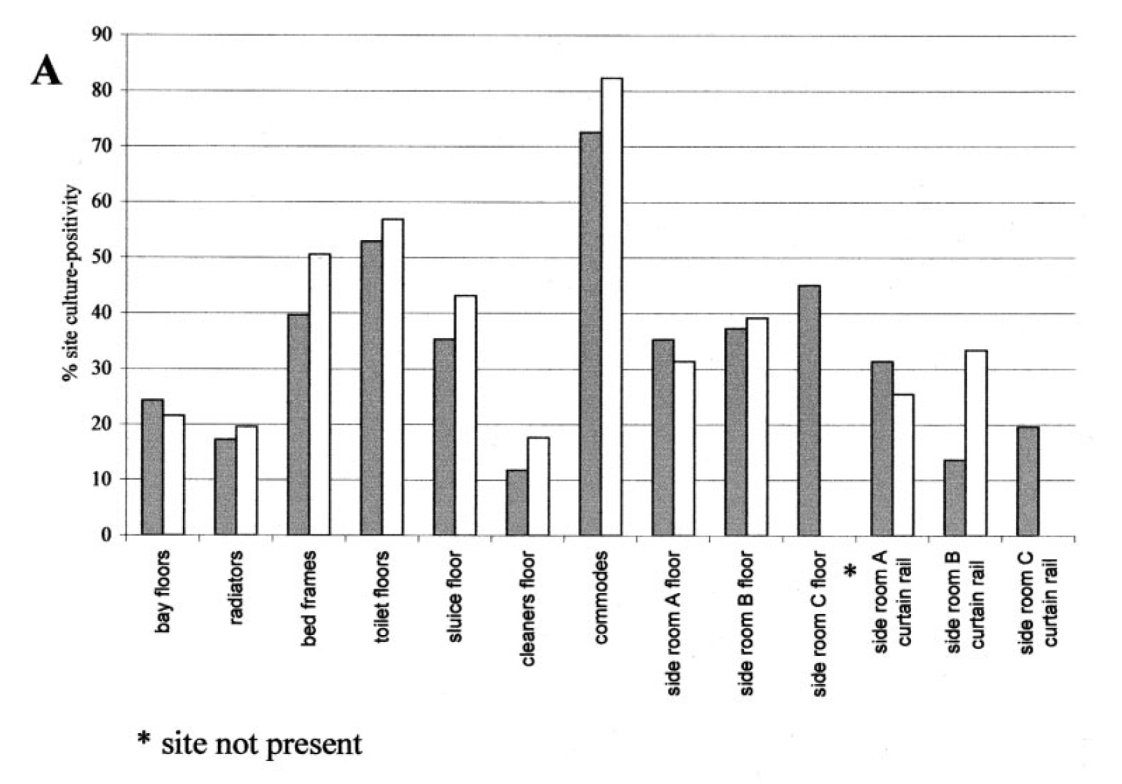 A
% site culture-positivity
90
80
70
60
50
40
30
20
10
0
bay floors
radiators
bed frames
toilet floors
sluice floor
cleaners floor
commodes
side room A floor
side room B floor
side room C floor
*
side room A
curtain rail
side room B
curtain rail
side room C
curtain rail
* site not present